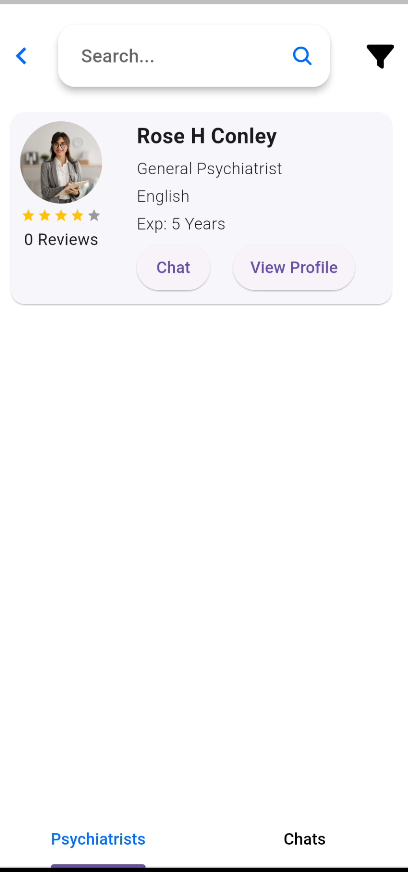 Search...
Rose H Conley
General Psychiatrist
English
Exp: 5 Years
0 Reviews
Chat
View Profile
Psychiatrists
Chats